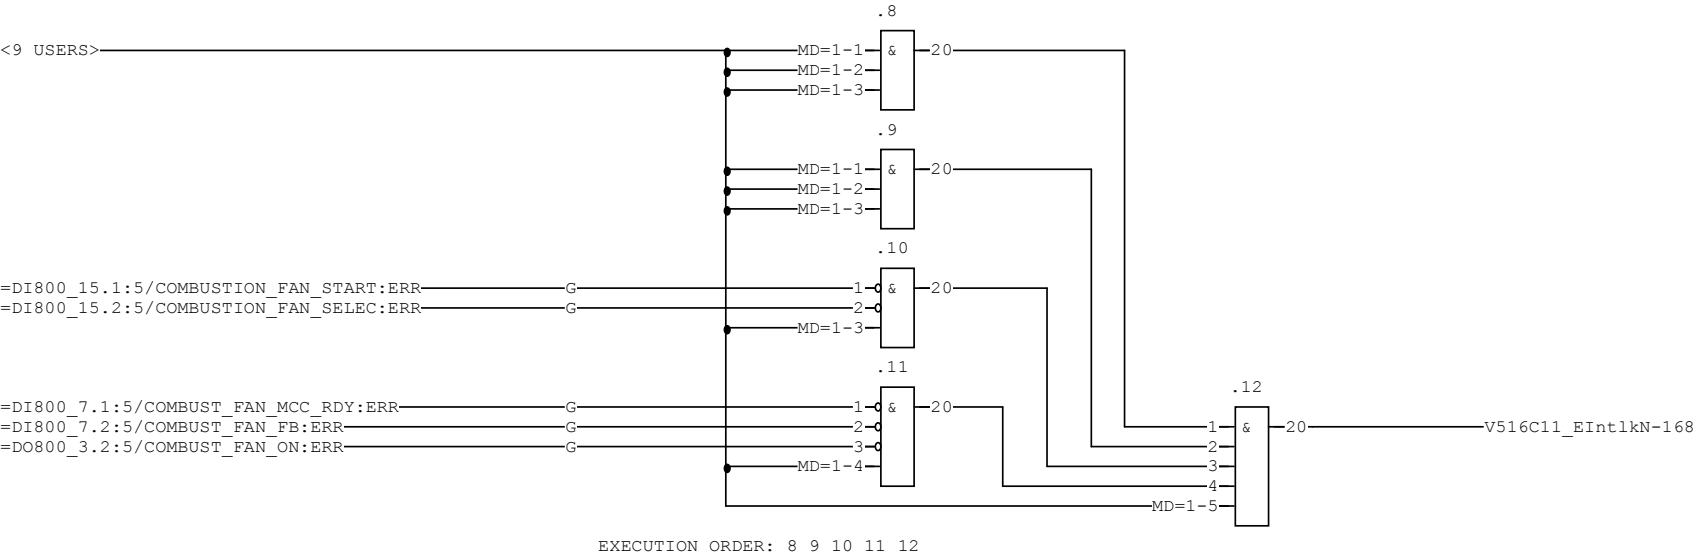 .8
<9 USERS> MD=1-1 & 20
MD=1-2
MD=1-3
.9
MD=1-1 & 20
MD=1-2
MD=1-3
.10
=DI800_15.1:5/COMBUSTION_FAN_START:ERR G 1 & 20
=DI800_15.2:5/COMBUSTION_FAN_SELEC:ERR G 2
MD=1-3
.11
.12
=DI800_7.1:5/COMBUST_FAN_MCC_RDY:ERR G 1 & 20
=DI800_7.2:5/COMBUST_FAN_FB:ERR G 2 1 & 20 V516C11_EIntlkN-168
=DO800_3.2:5/COMBUST_FAN_ON:ERR G 3 2
MD=1-4 3
4
MD=1-5
EXECUTION ORDER: 8 9 10 11 12